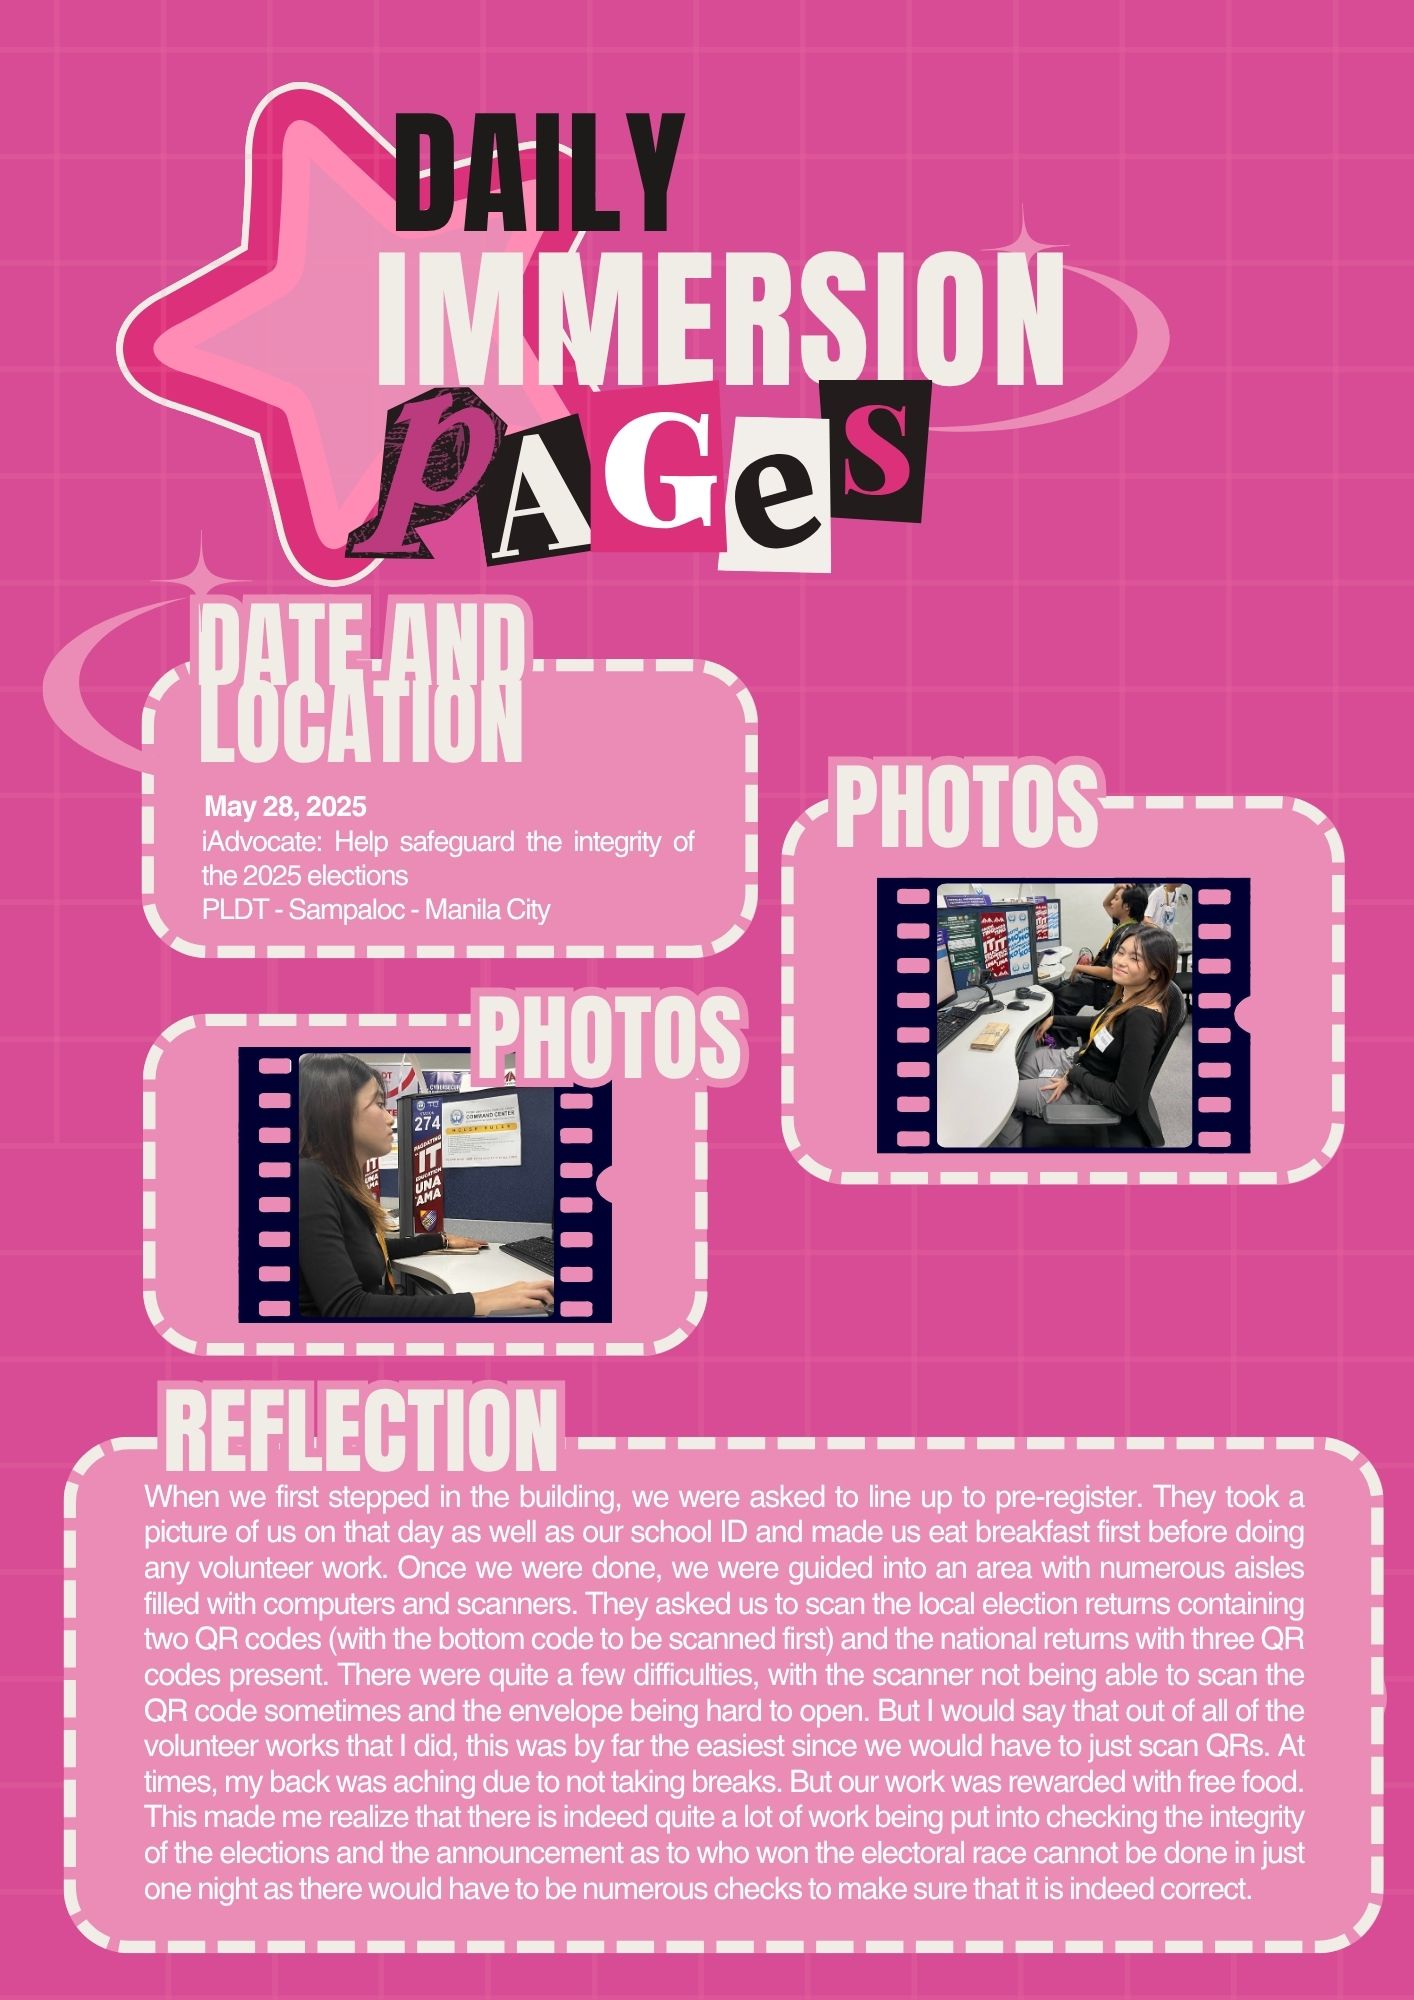 DAILY
IMMERSION
PAGeS
DATE AND
LOCATION
May 28, 2025
iAdvocate: Help safeguard the integrity of
the 2025 elections
PLDT - Sampaloc - Manila City
PHOTOS
PHOTOS
274
COMMAND CENTER
HOUSE RULES
IT
EDUCATION
UNA
AMA
REFLECTION
When we first stepped in the building, we were asked to line up to pre-register. They took a
picture of us on that day as well as our school ID and made us eat breakfast first before doing
any volunteer work. Once we were done, we were guided into an area with numerous aisles
filled with computers and scanners. They asked us to scan the local election returns containing
two QR codes (with the bottom code to be scanned first) and the national returns with three QR
codes present. There were quite a few difficulties, with the scanner not being able to scan the
QR code sometimes and the envelope being hard to open. But I would say that out of all of the
volunteer works that I did, this was by far the easiest since we would have to just scan QRs. At
times, my back was aching due to not taking breaks. But our work was rewarded with free food.
This made me realize that there is indeed quite a lot of work being put into checking the integrity
of the elections and the announcement as to who won the electoral race cannot be done in just
one night as there would have to be numerous checks to make sure that it is indeed correct.